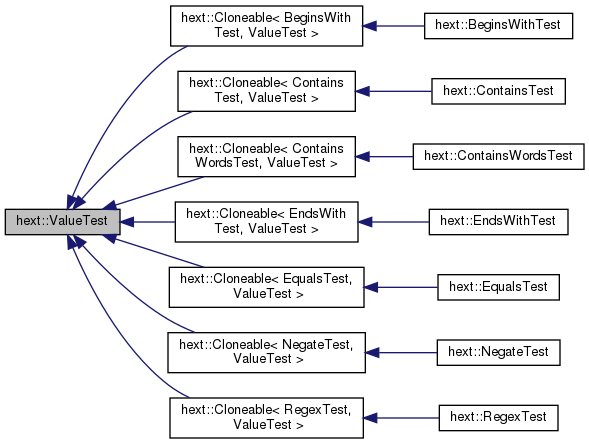 hext::Cloneable< BeginsWith
Test, ValueTest >
hext::BeginsWithTest
hext::Cloneable< Contains
Test, ValueTest >
hext::ContainsTest
hext::Cloneable< Contains
WordsTest, ValueTest >
hext::ContainsWordsTest
hext::ValueTest
hext::Cloneable< EndsWith
Test, ValueTest >
hext::EndsWithTest
hext::Cloneable< EqualsTest,
ValueTest >
hext::EqualsTest
hext::Cloneable< NegateTest,
ValueTest >
hext::NegateTest
hext::Cloneable< RegexTest,
ValueTest >
hext::RegexTest